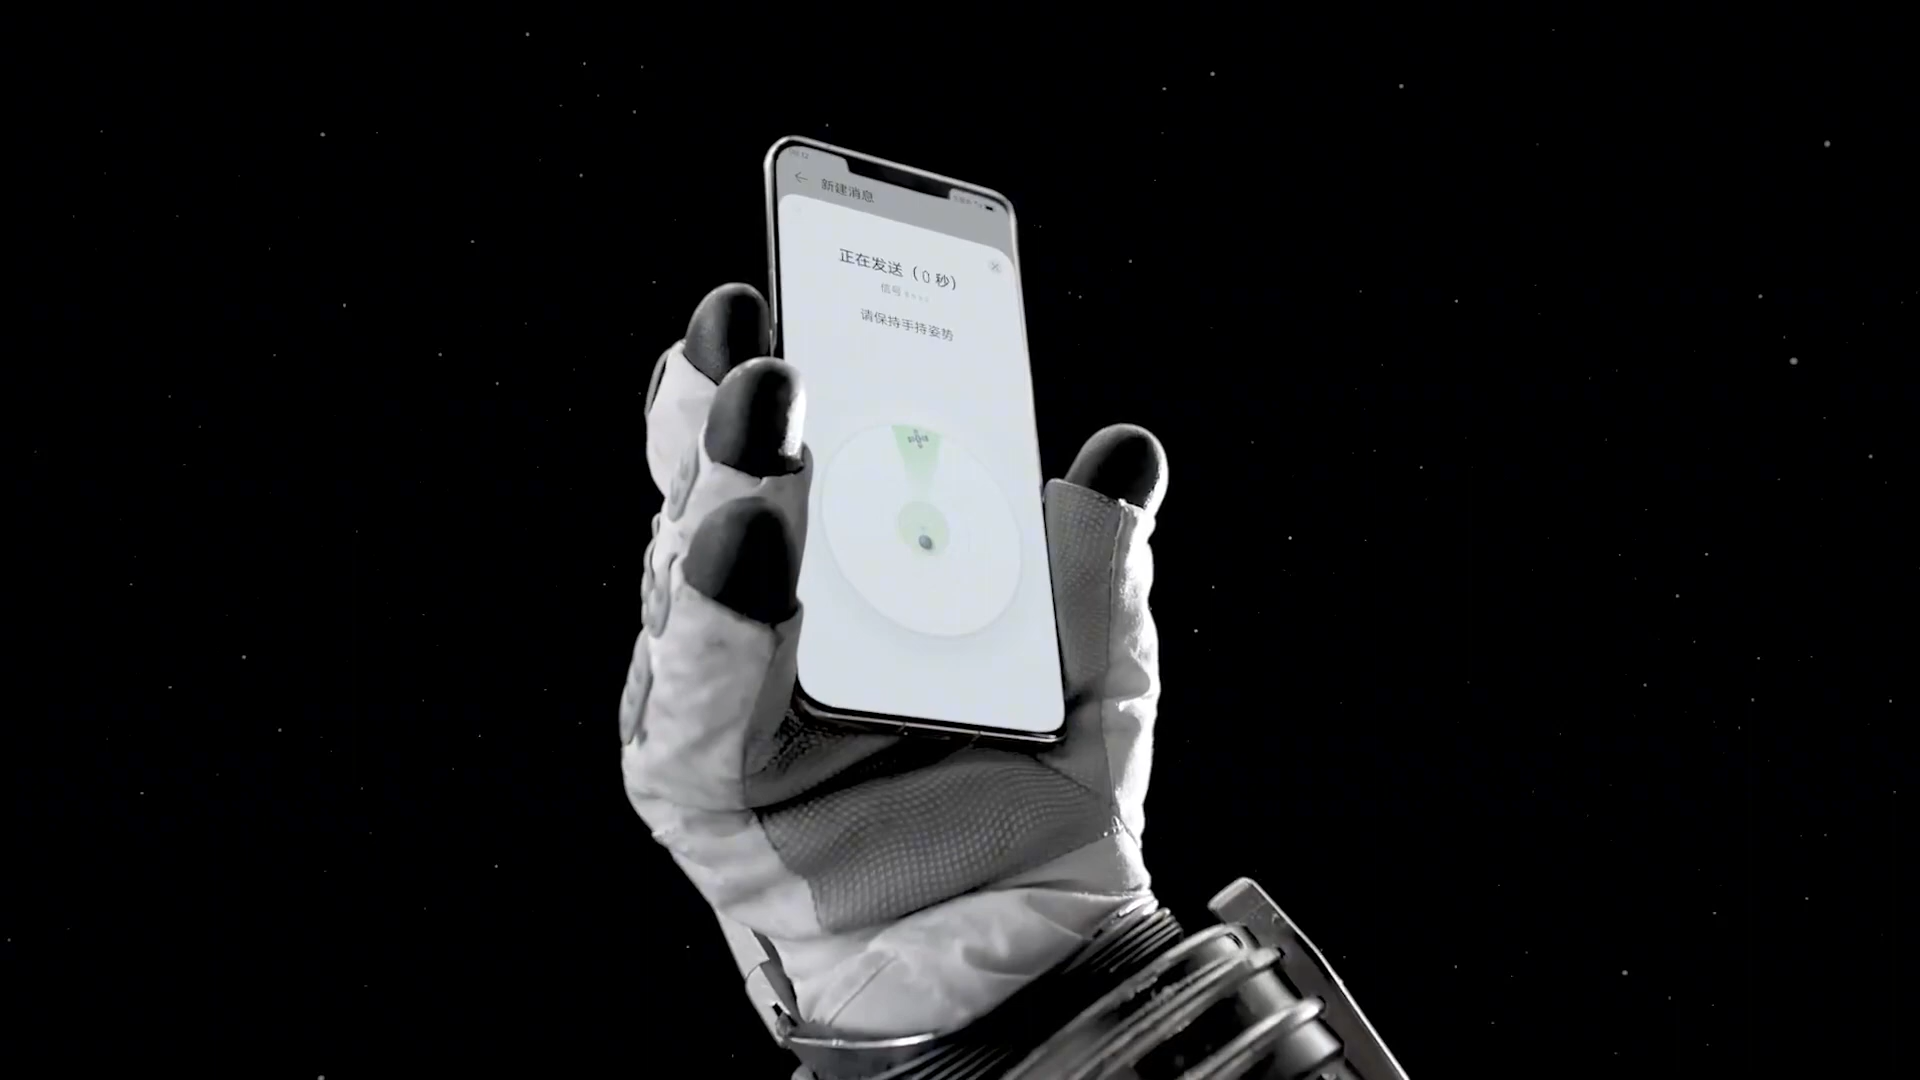 新建消息
正在发送（0 秒）
信号
请保持手持姿势